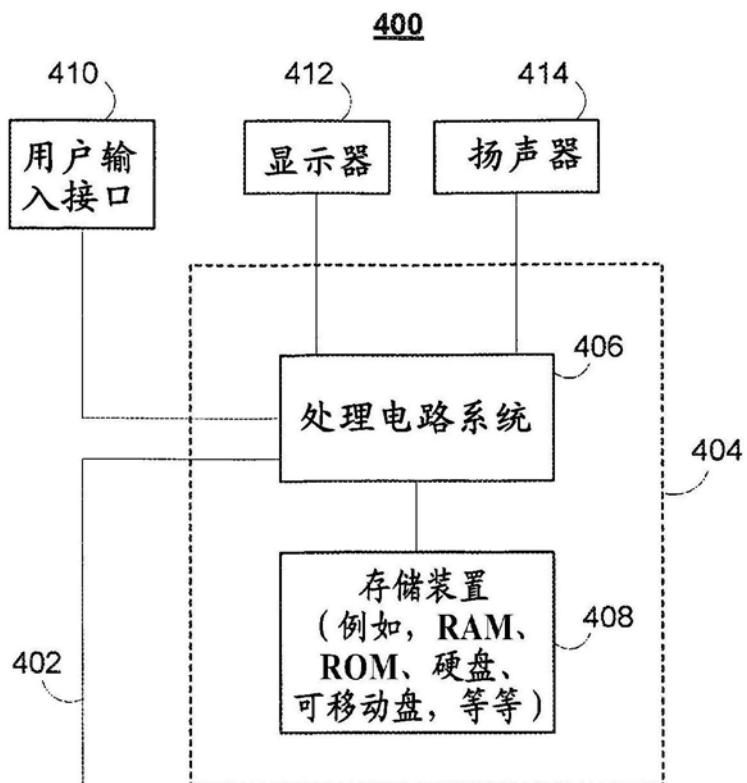 400
410
412
414
用户输
入接口
显示器
扬声器
406
处理电路系统
404
存储装置
（例如，RAM、
ROM、硬盘、
可移动盘，等等）
408
402